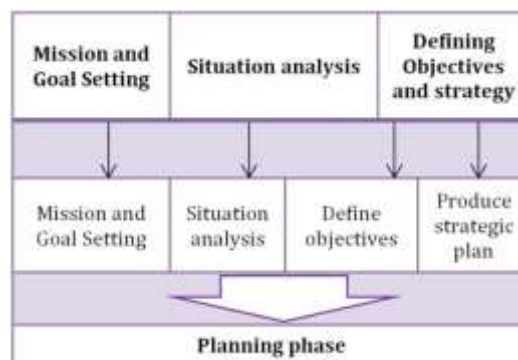 Mission and
Goal Setting
Situation analysis
Defining
Objectives
and strategy
Mission and
Goal Setting
Situation
analysis
Define
objectives
Produce
strategic
plan
Planning phase